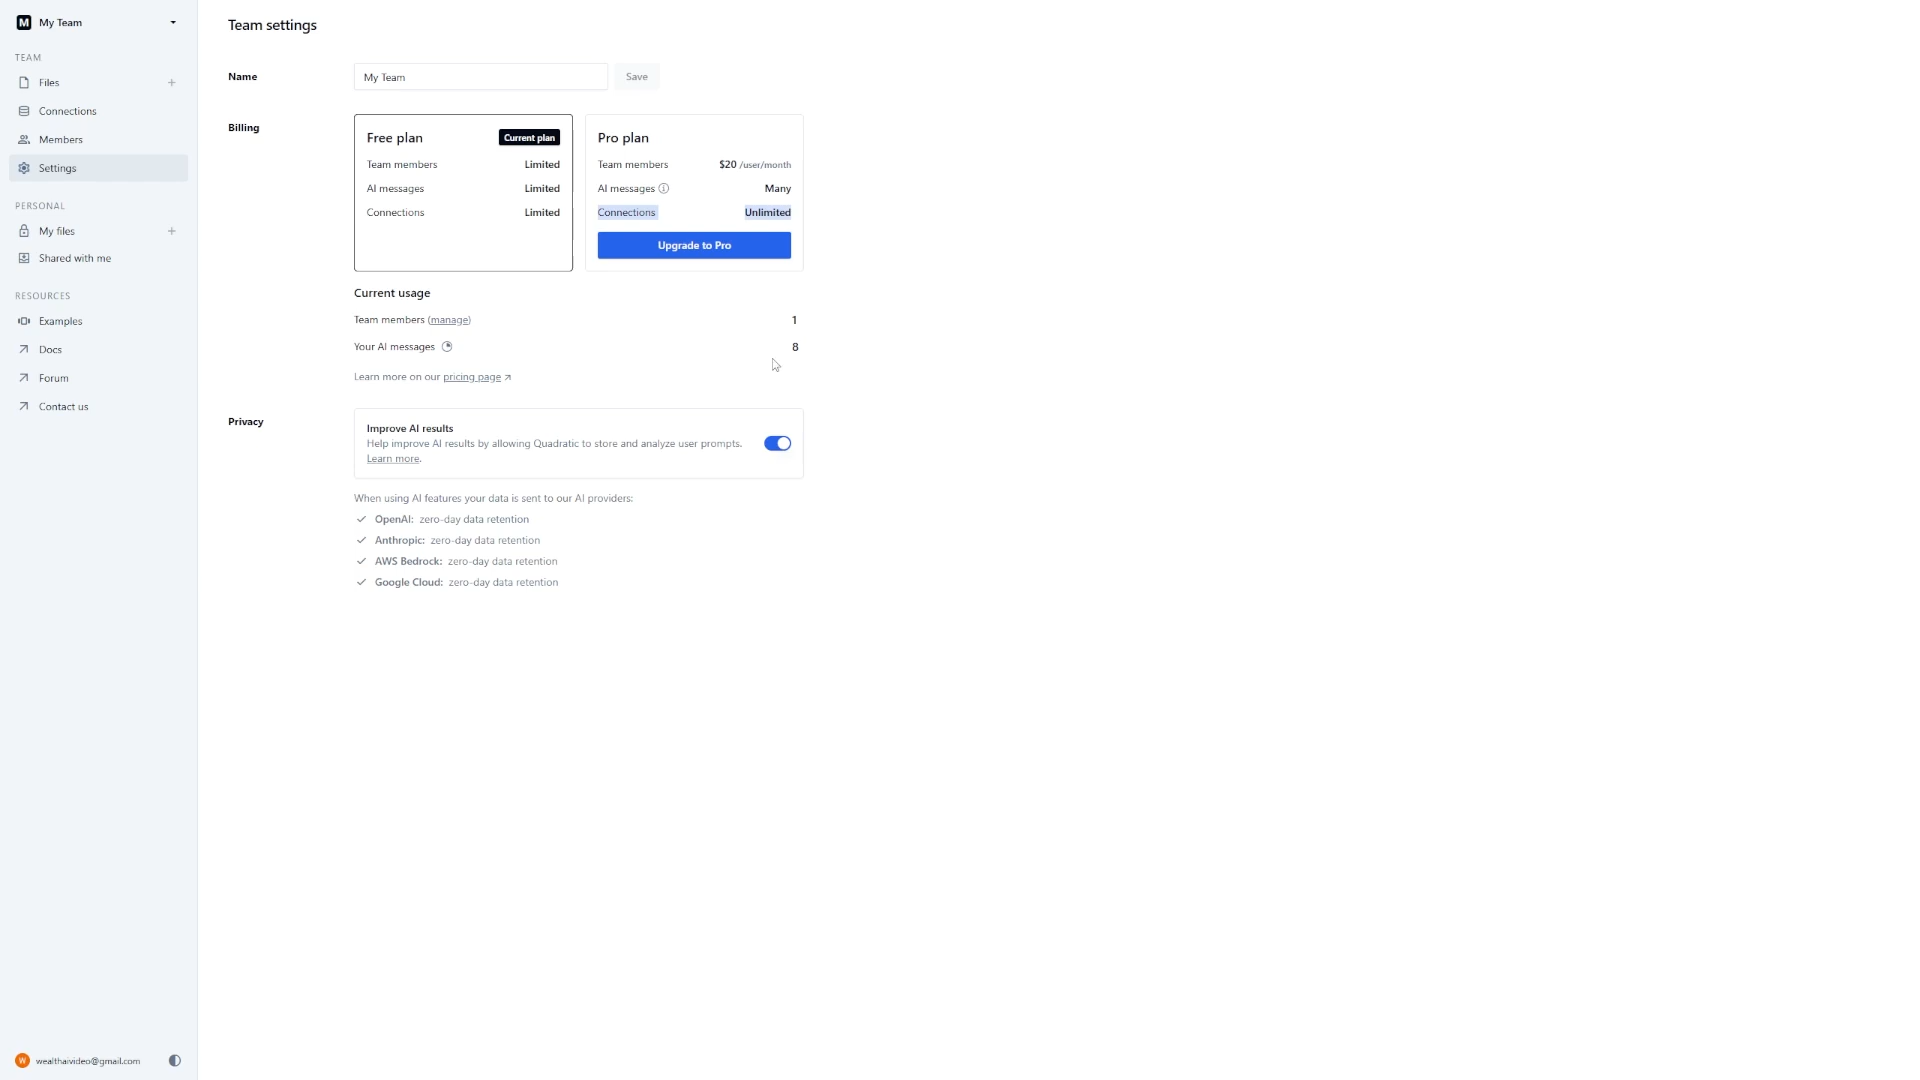 M My Team
TEAM
Files
Connections
Members
Settings
PERSONAL
My files
Shared with me
RESOURCES
Examples
Docs
Forum
Contact us
W wealthaivideo@gmail.com
Team settings
Name
My Team
Save
Billing
Free plan
Current plan
Team members Limited
AI messages Limited
Connections Limited
Pro plan
Team members $20 /user/month
AI messages Many
Connections Unlimited
Upgrade to Pro
Current usage
Team members (manage) 1
Your AI messages 8
Learn more on our pricing page
Privacy
Improve AI results
Help improve AI results by allowing Quadratic to store and analyze user prompts.
Learn more.
When using AI features your data is sent to our AI providers:
OpenAI: zero-day data retention
Anthropic: zero-day data retention
AWS Bedrock: zero-day data retention
Google Cloud: zero-day data retention